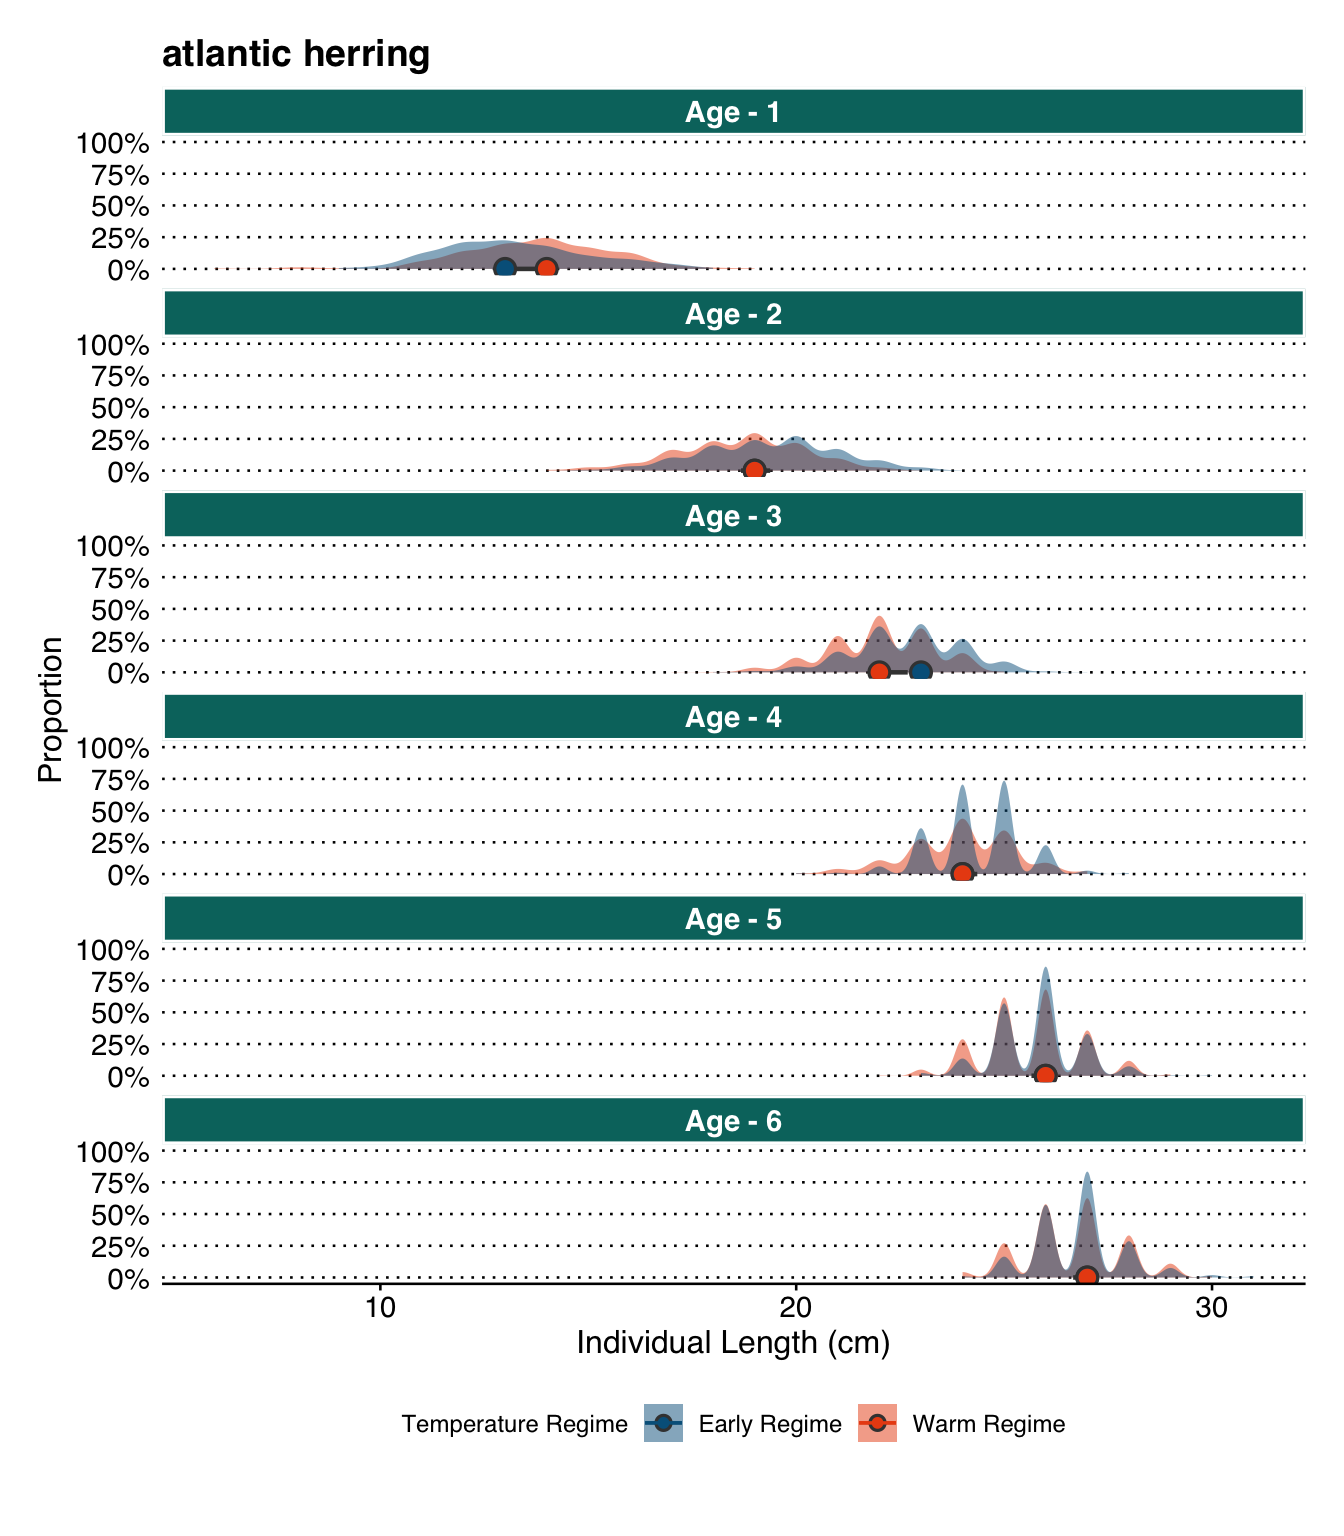 atlantic herring
Age - 1
100%
75%
50%
25%
0%
Age - 2
100%
75%
50%
25%
0%
Age - 3
100%
75%
50%
25%
0%
Age - 4
100%
75%
50%
25%
0%
Age - 5
100%
75%
50%
25%
0%
Age - 6
100%
75%
50%
25%
0%
Proportion
10 20 30
Individual Length (cm)
Temperature Regime Early Regime Warm Regime